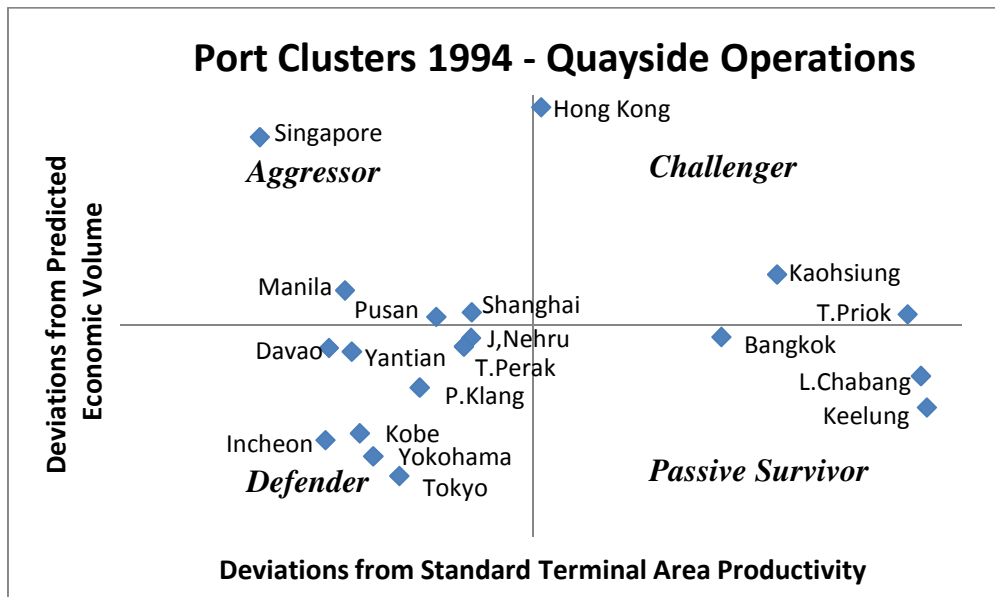 Port Clusters 1994 - Quayside Operations
Hong Kong
Singapore
Aggressor
Challenger
Deviations from Predicted
Economic Volume
Kaohsiung
Manila
Pusan
Shanghai
T.Priok
J,Nehru
Bangkok
Davao
Yantian
T.Perak
P.Klang
L.Chabang
Keelung
Incheon
Kobe
Yokohama
Defender
Tokyo
Passive Survivor
Deviations from Standard Terminal Area Productivity